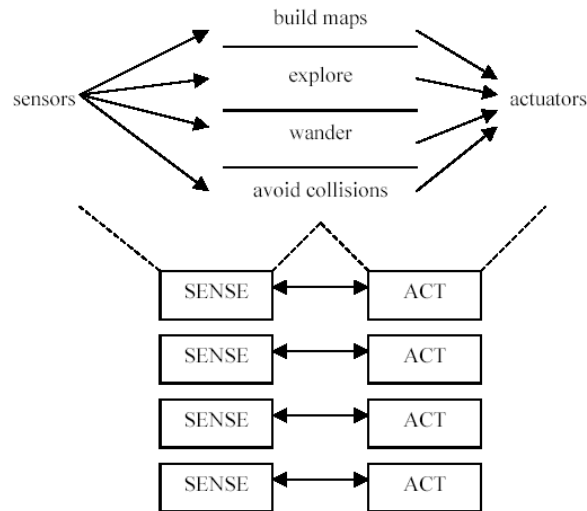 build maps
explore
sensors
actuators
wander
avoid collisions
SENSE ACT
SENSE ACT
SENSE ACT
SENSE ACT